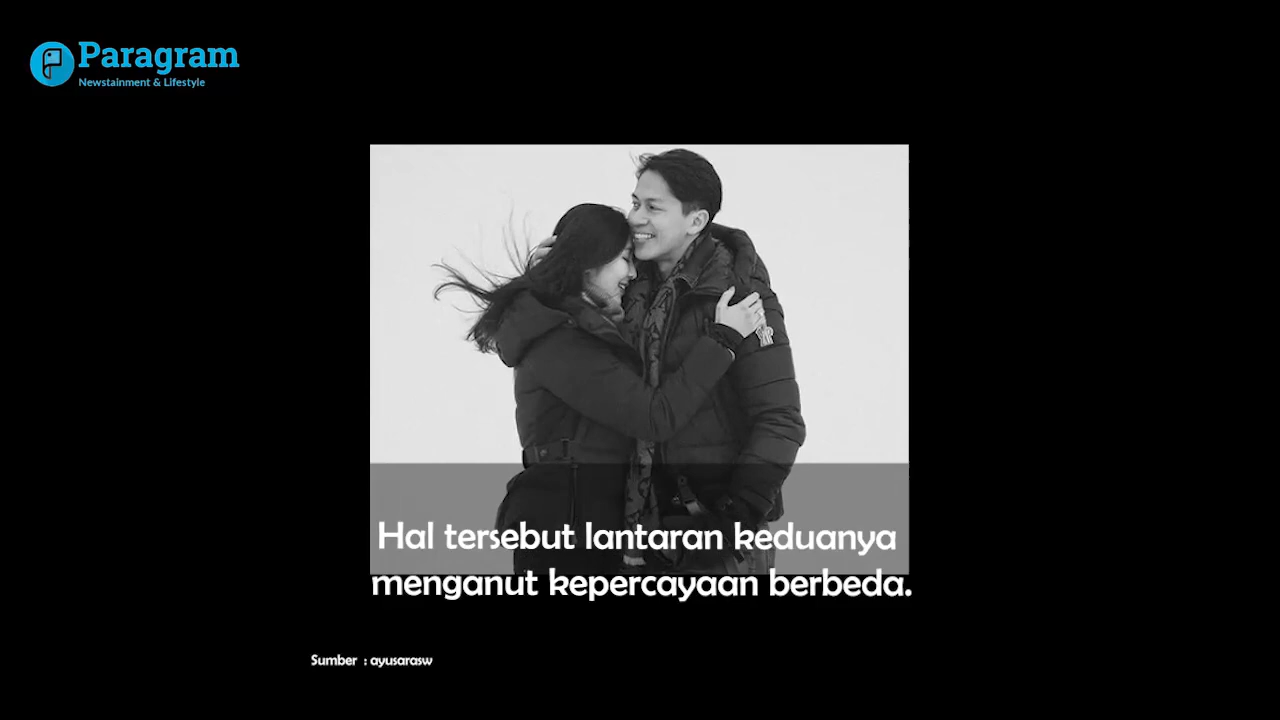 Paragram
Newstainment & Lifestyle
Hal tersebut lantaran keduanya
menganut kepercayaan berbeda.
Sumber : ayusarasw